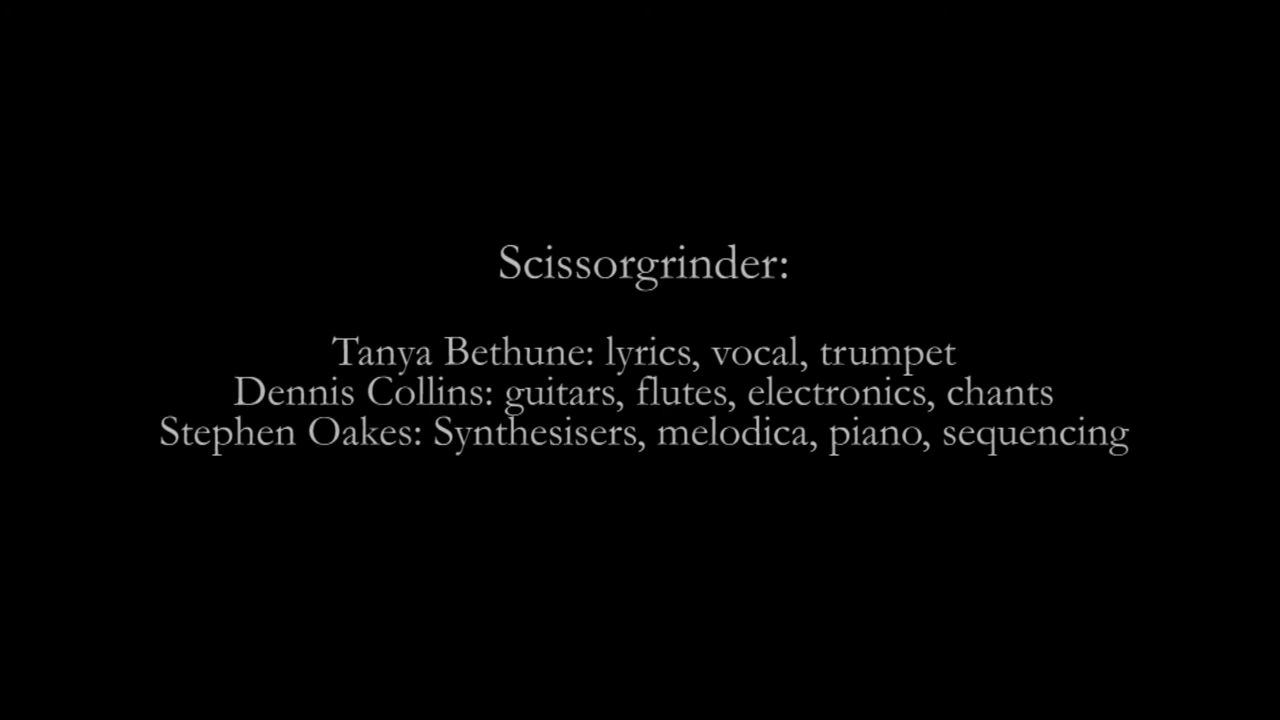 Scissorgrinder:
Tanya Bethune: lyrics, vocal, trumpet
Dennis Collins: guitars, flutes, electronics, chants
Stephen Oakes: Synthesisers, melodica, piano, sequencing